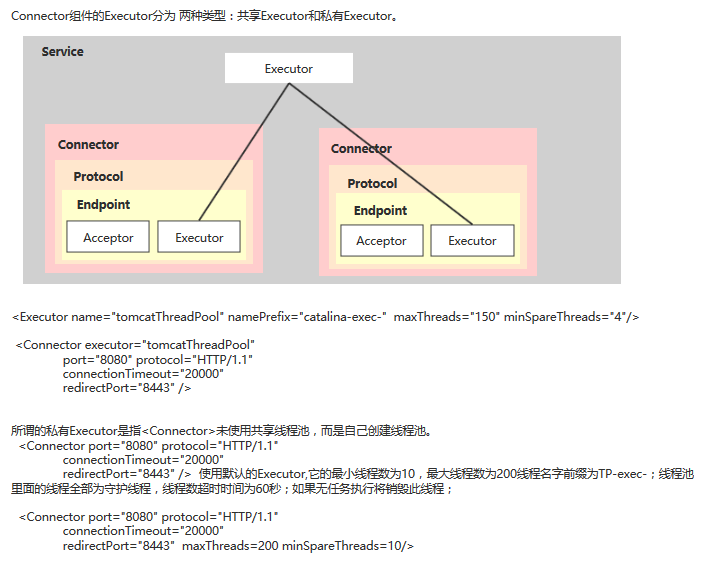 Connector组件的Executor分为 两种类型：共享Executor和私有Executor。
Service
Executor
Connector
Connector
Protocol
Protocol
Endpoint
Endpoint
Acceptor
Executor
Acceptor
Executor
<Executor name="tomcatThreadPool" namePrefix="catalina-exec-"  maxThreads="150" minSpareThreads="4"/>
<Connector executor="tomcatThreadPool"
port="8080" protocol="HTTP/1.1"
connectionTimeout="20000"
redirectPort="8443" />
所谓的私有Executor是指<Connector>未使用共享线程池，而是自己创建线程池。
<Connector port="8080" protocol="HTTP/1.1"
connectionTimeout="20000"
redirectPort="8443" />  使用默认的Executor,它的最小线程数为10，最大线程数为200线程名字前缀为TP-exec-；线程池
里面的线程全部为守护线程，线程数超时时间为60秒；如果无任务执行将销毁此线程；
<Connector port="8080" protocol="HTTP/1.1"
connectionTimeout="20000"
redirectPort="8443"  maxThreads=200 minSpareThreads=10/>